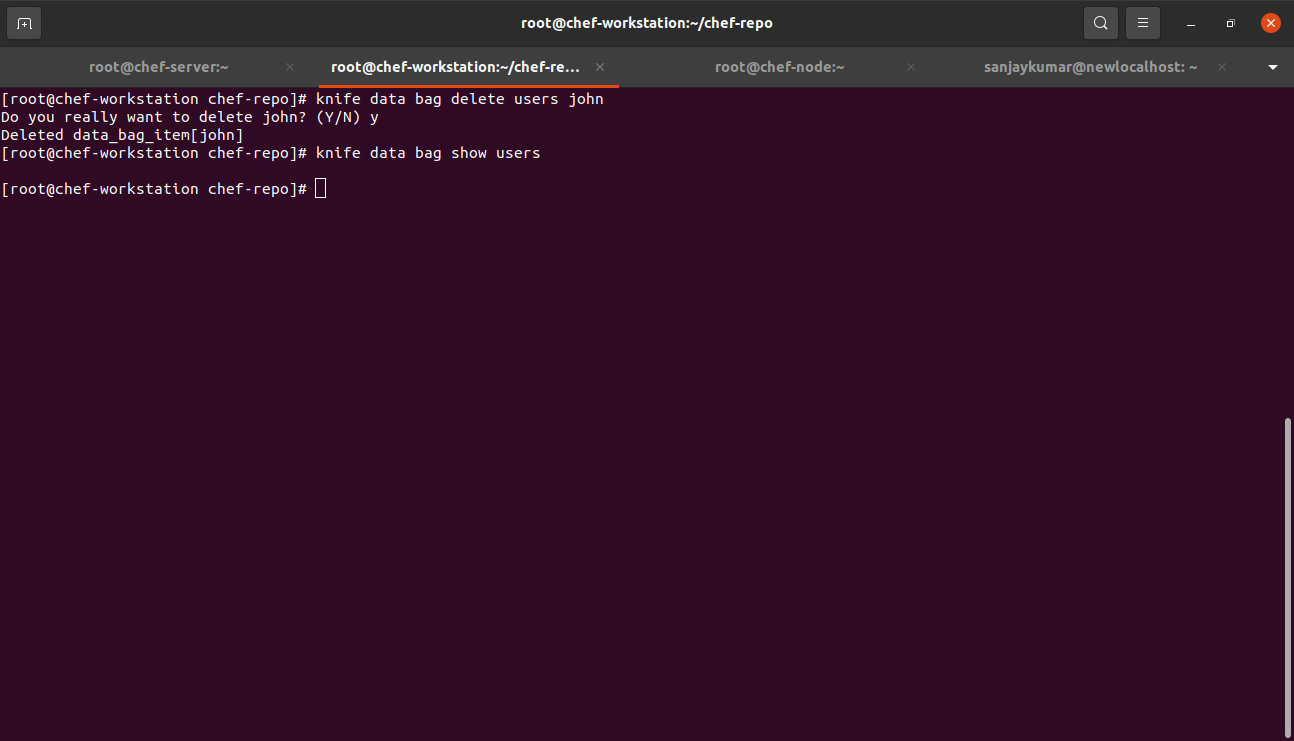 root@chef-workstation:~/chef-repo
root@chef-server:~
root@chef-workstation:~/chef-re...
root@chef-node:~
sanjaykumar@newlocalhost: ~
[root@chef-workstation chef-repo]# knife data bag delete users john
Do you really want to delete john? (Y/N) y
Deleted data_bag_item[john]
[root@chef-workstation chef-repo]# knife data bag show users
[root@chef-workstation chef-repo]#